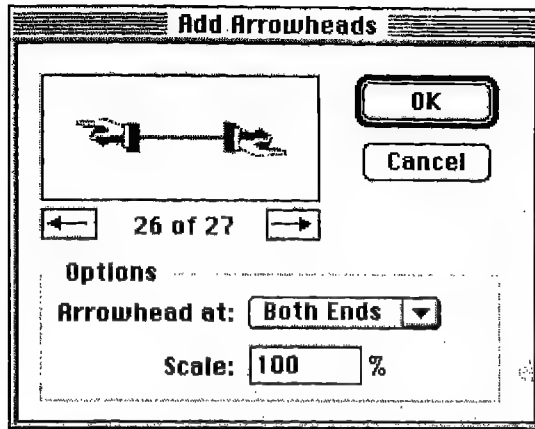 Add Arrowheads
OK
Cancel
26 of 27
Options
Arrowhead at: Both Ends
Scale: 100 %